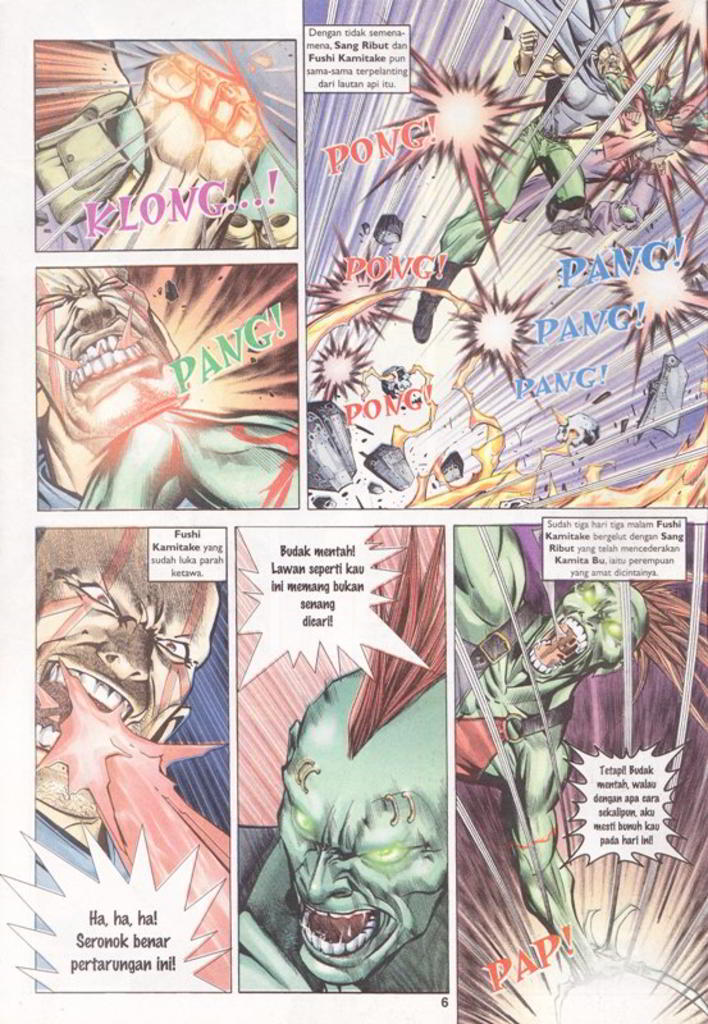 KLONG...!
Dengan tidak semena-
mena, Sang Ribut dan
Fushi Kamitake pun
sama-sama terpelanting
dari lautan api itu.
PONG!
PONG!
PONG!
PANG!
PANG!
PANG!
PANG!
Fushi
Kamitake yang
sudah luka parah
ketawa.
Ha, ha, ha!
Seronok benar
pertarungan ini!
Budak mentah!
Lawan seperti kau
ini memang bukan
senang
dicari!
Sudah tiga hari tiga malam Fushi
Kamitake bergelut dengan Sang
Ribut yang telah mencederakan
Kamita Bu, iaitu perempuan
yang amat dicintainya.
Tetapi! Budak
mentah, walau
dengan apa cara
sekalipun, aku
mesti bunuh kau
pada hari ini!
PAP!
6